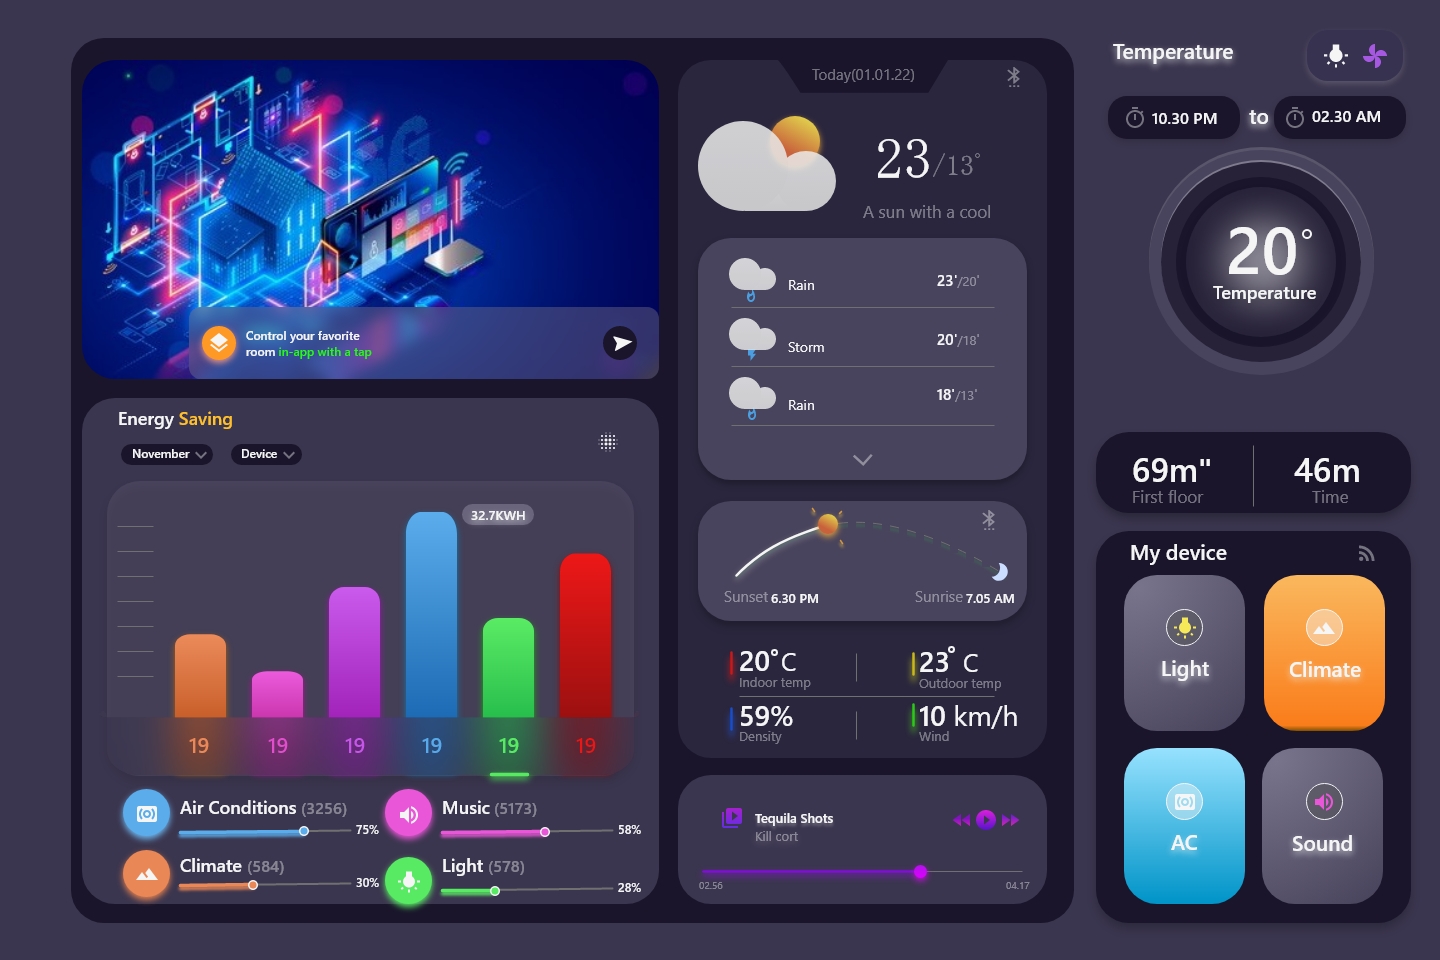 Control your favorite
room in-app with a tap
Energy Saving
November
Device
32.7KWH
19
19
19
19
19
19
Air Conditions (3256)
75%
Music (5173)
58%
Climate (584)
30%
Light (578)
28%
Today(01.01.22)
23/13°
A sun with a cool
Rain
23'/20'
Storm
20'/18'
Rain
18'/13'
Sunset 6.30 PM
Sunrise 7.05 AM
20°C
Indoor temp
23° C
Outdoor temp
59%
Density
10 km/h
Wind
Tequila Shots
Kill cort
02.56
04.17
Temperature
10.30 PM to 02.30 AM
20°
Temperature
69m"
First floor
46m
Time
My device
Light
Climate
AC
Sound